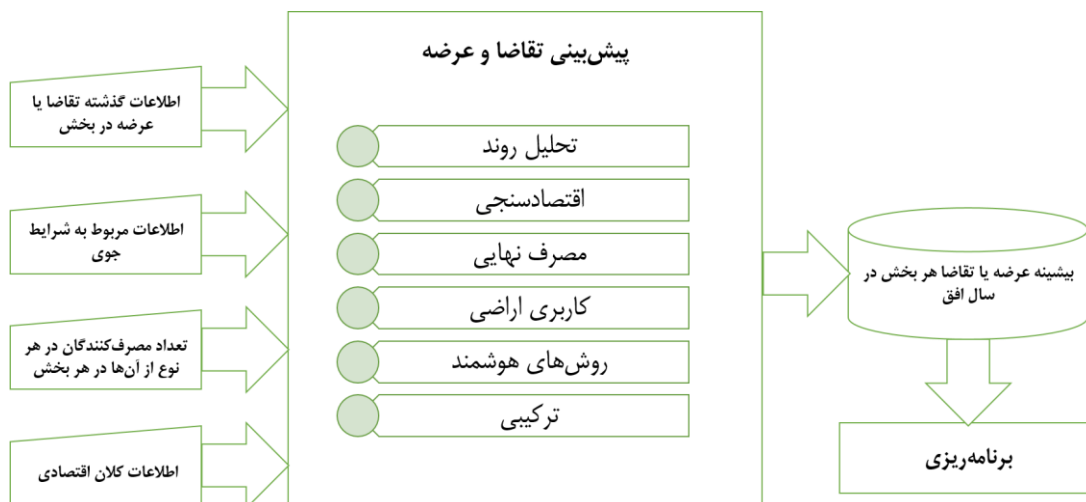 پیش‌بینی تقاضا و عرضه
اطلاعات گذشته تقاضا یا
عرضه در بخش
اطلاعات مربوط به شرایط
جوی
تعداد مصرف‌کنندگان در هر
نوع از آن‌ها در هر بخش
اطلاعات کلان اقتصادی
تحلیل روند
اقتصادسنجی
مصرف نهایی
کاربری اراضی
روش‌های هوشمند
ترکیبی
بیشینه عرضه یا تقاضا هر بخش در
سال افق
برنامه‌ریزی